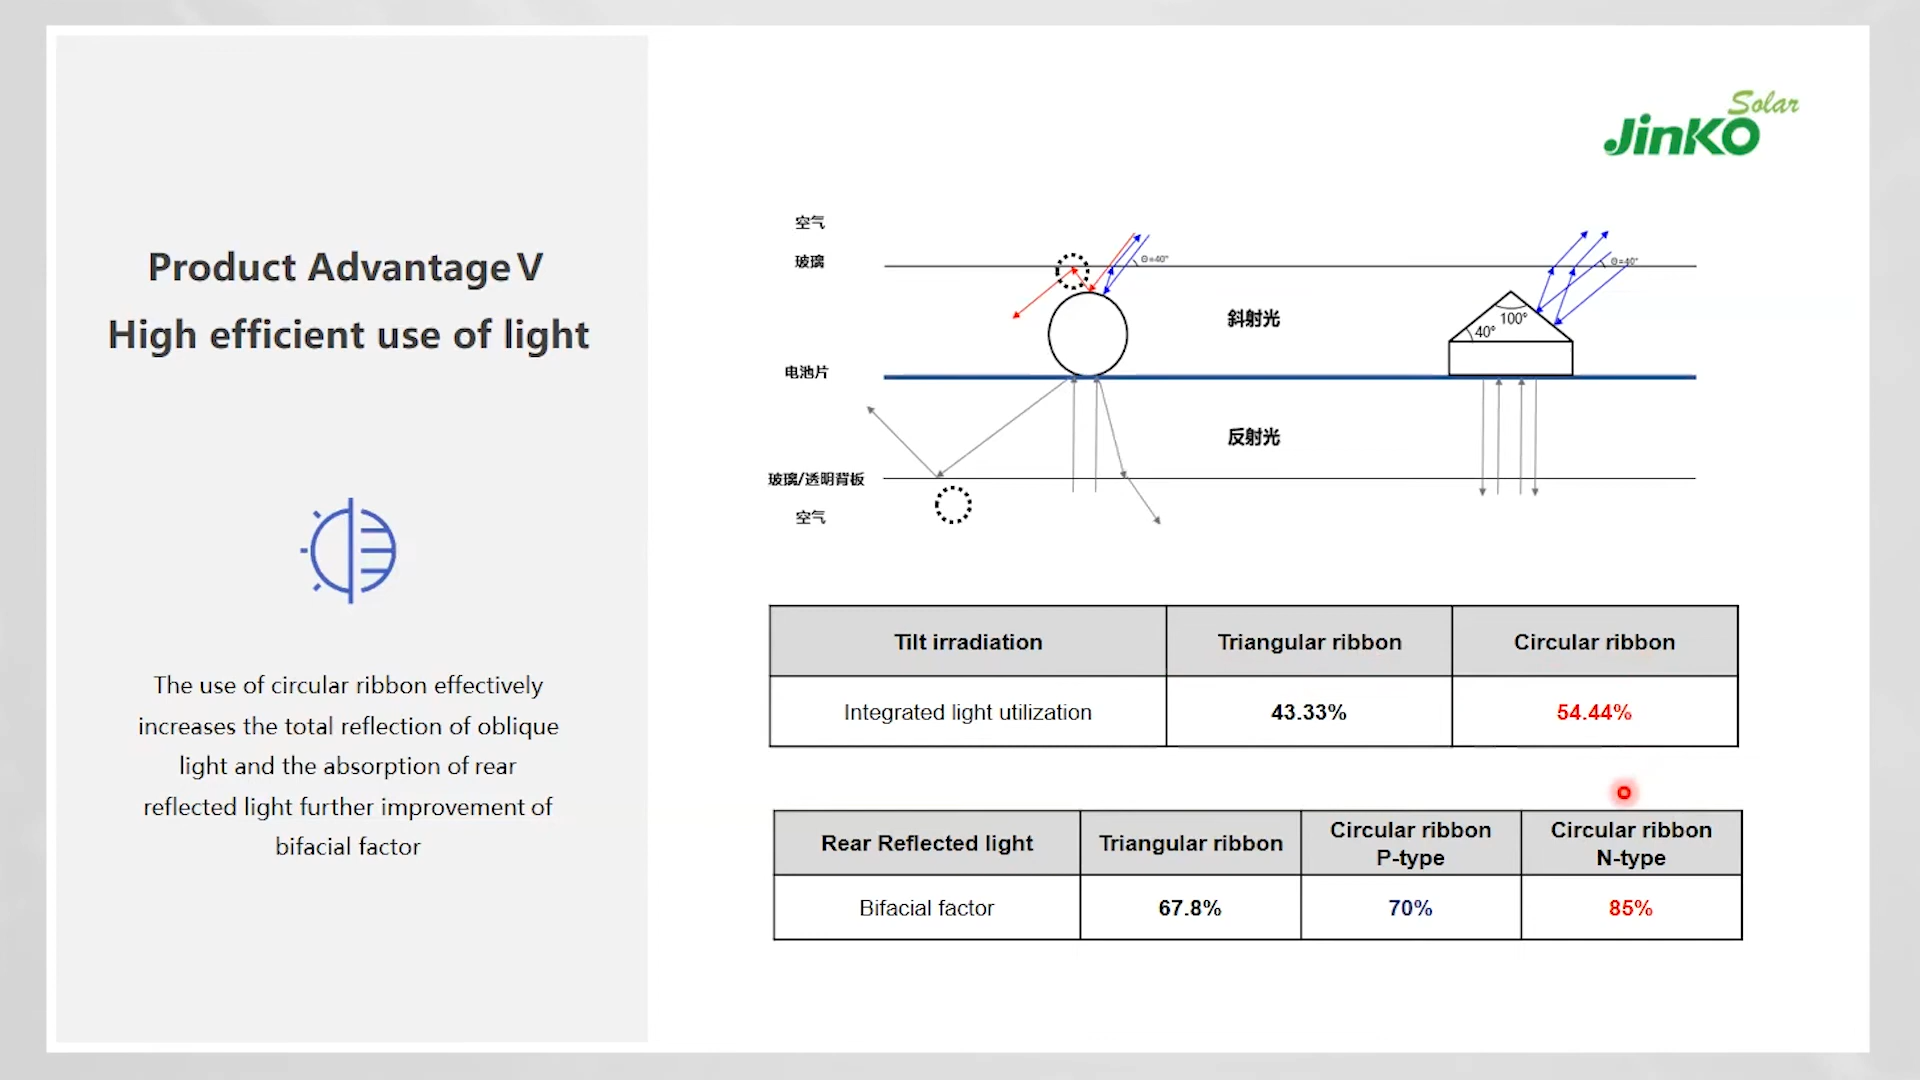 Product Advantage V
High efficient use of light
The use of circular ribbon effectively
increases the total reflection of oblique
light and the absorption of rear
reflected light further improvement of
bifacial factor
Solar
JinKO
空气
玻璃
Θ=40°
Θ=40°
斜射光
100°
40°
电池片
反射光
玻璃/透明背板
空气
Tilt irradiation
Triangular ribbon
Circular ribbon
Integrated light utilization
43.33%
54.44%
Rear Reflected light
Triangular ribbon
Circular ribbon
P-type
Circular ribbon
N-type
Bifacial factor
67.8%
70%
85%